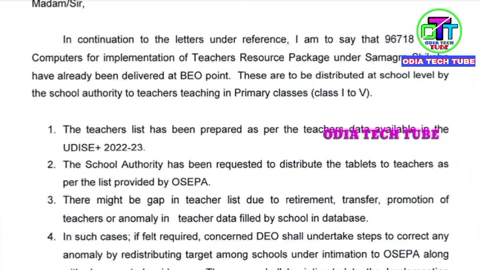 Madam/Sir,
ODIA TECH
TUBE
ODIA TECH TUBE
In continuation to the letters under reference, I am to say that 96718
Computers for implementation of Teachers Resource Package under Samagra
have already been delivered at BEO point. These are to be distributed at school level by
the school authority to teachers teaching in Primary classes (class I to V).
1. The teachers list has been prepared as per the teachers data available in the
ODIA TECH TUBE
UDISE+ 2022-23.
2. The School Authority has been requested to distribute the tablets to teachers as
per the list provided by OSEPA.
3. There might be gap in teacher list due to retirement, transfer, promotion of
teachers or anomaly in teacher data filled by school in database.
4. In such cases; if felt required, concerned DEO shall undertake steps to correct any
anomaly by redistributing target among schools under intimation to OSEPA along